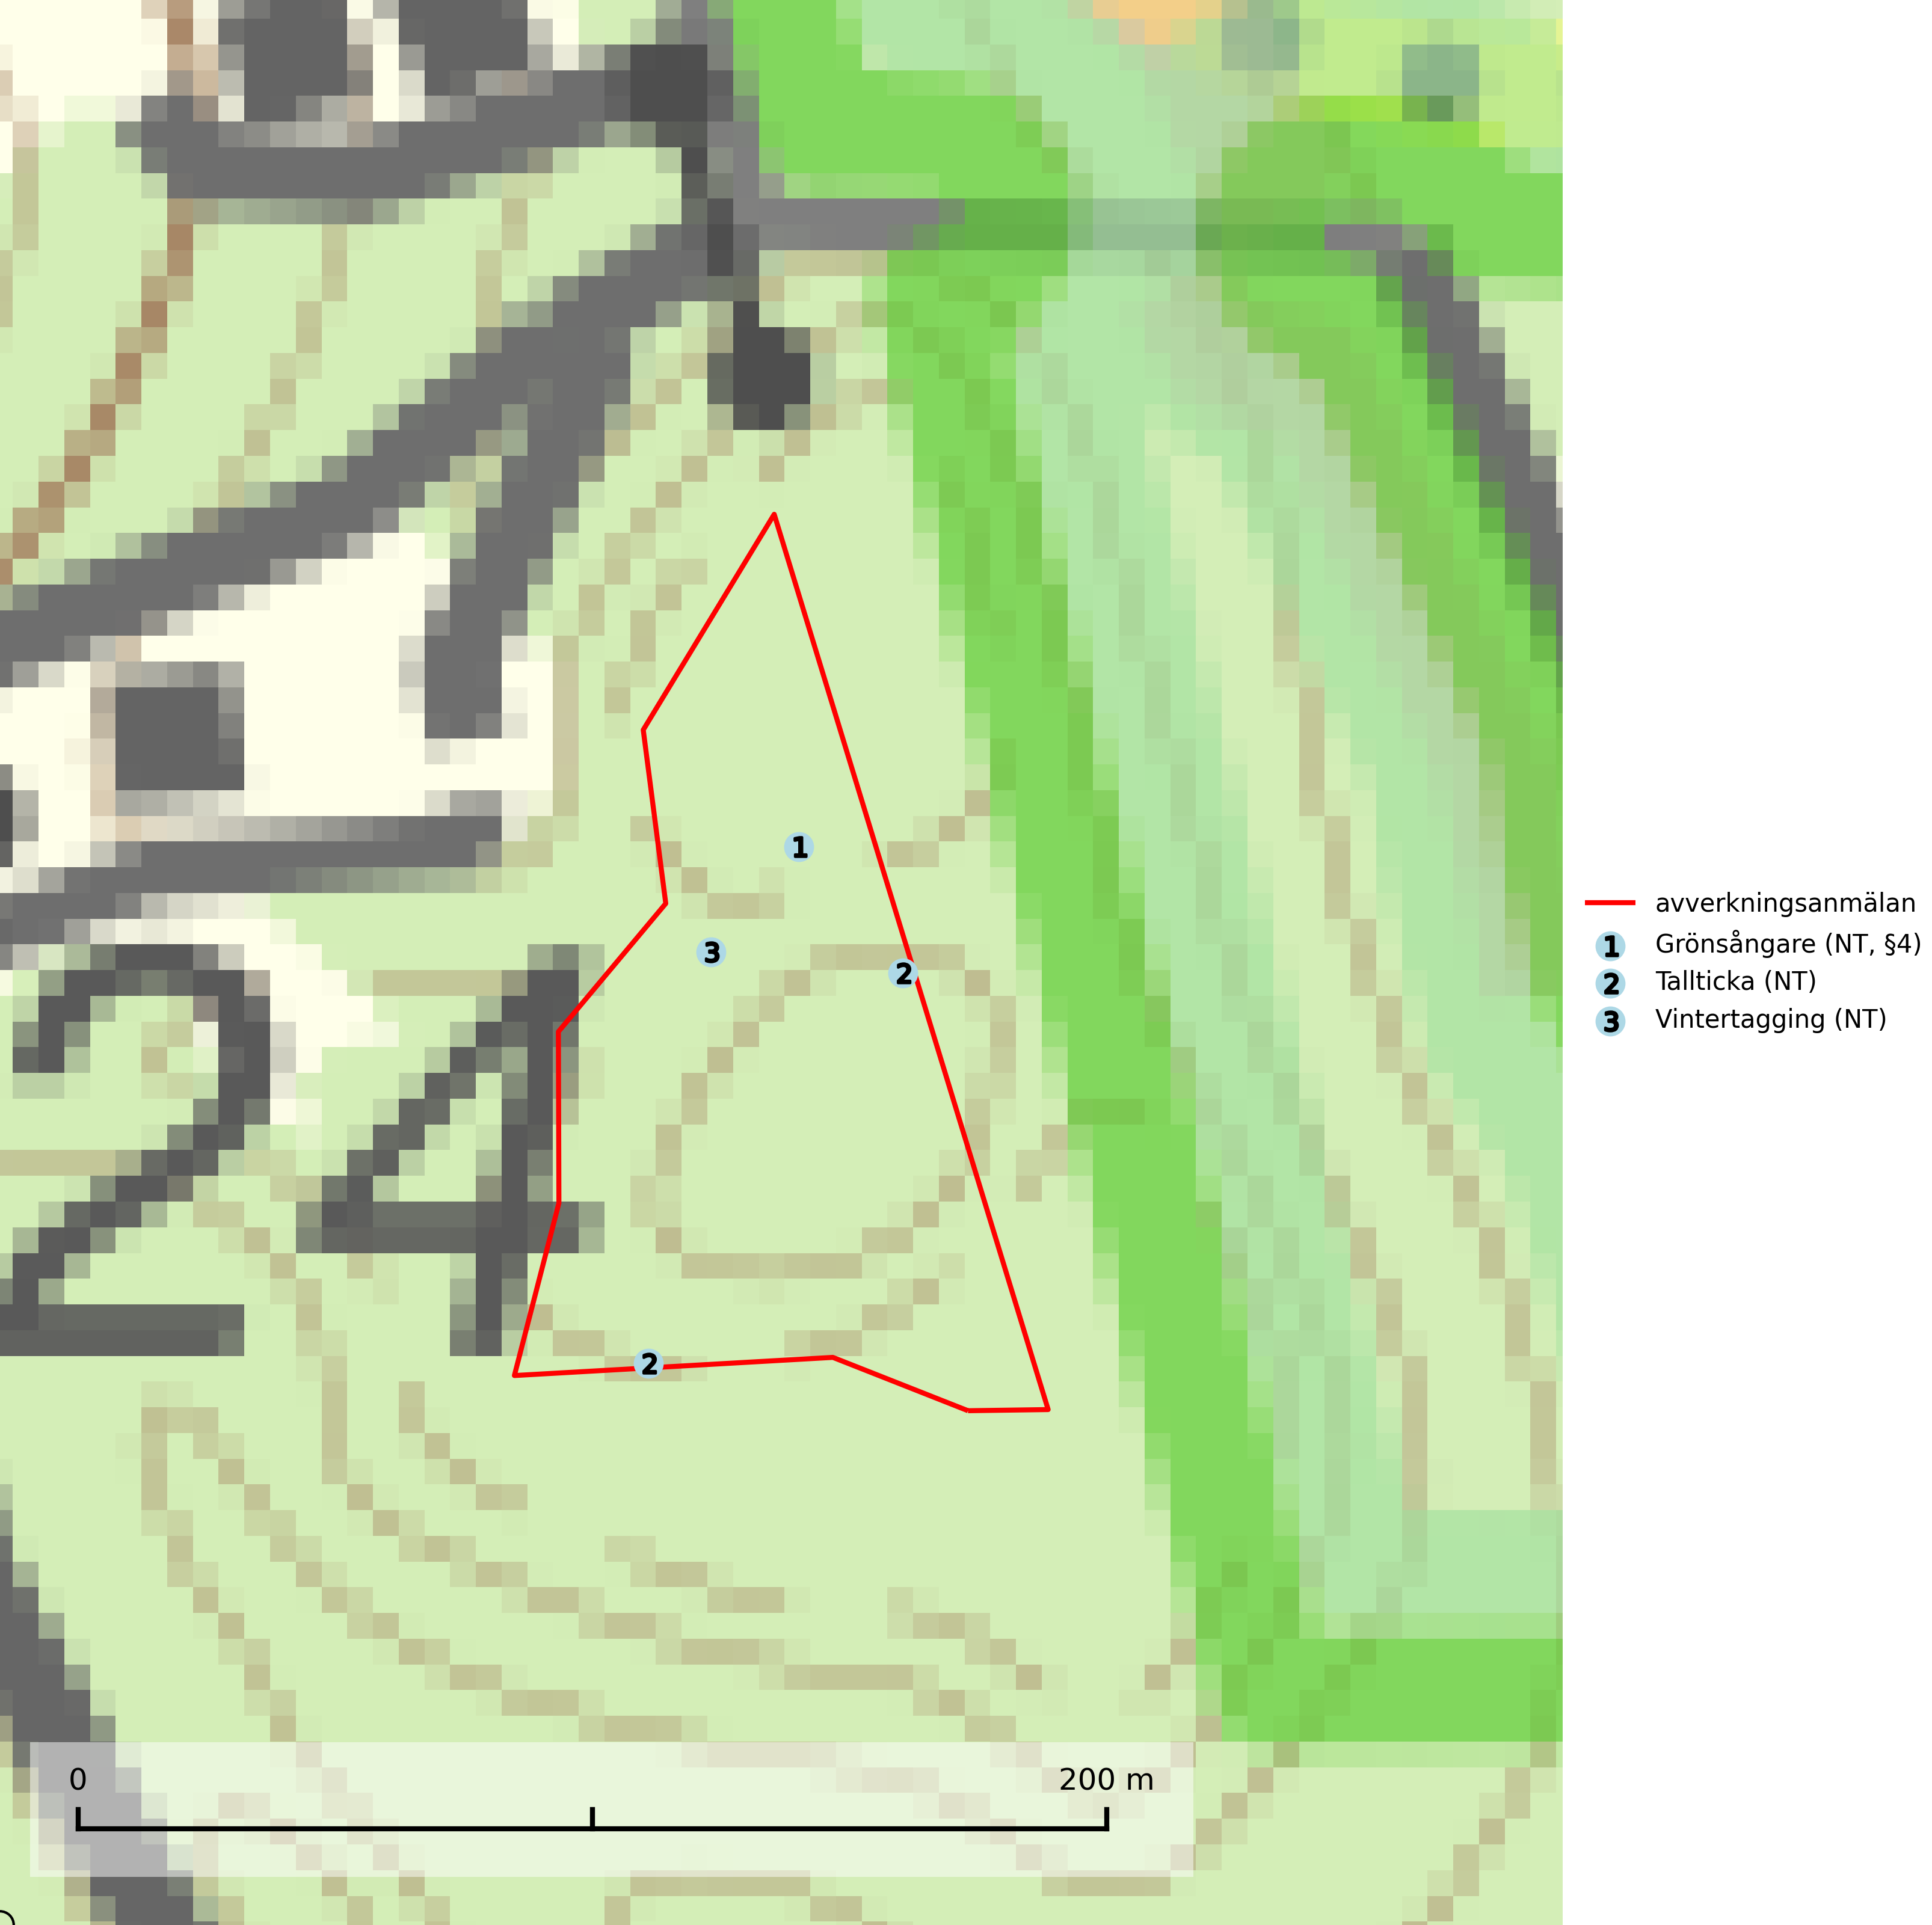 1
3
2
2
avverkningsanmälan
1 Grönsångare (NT, §4)
2 Tallticka (NT)
3 Vintertagging (NT)
0 200 m